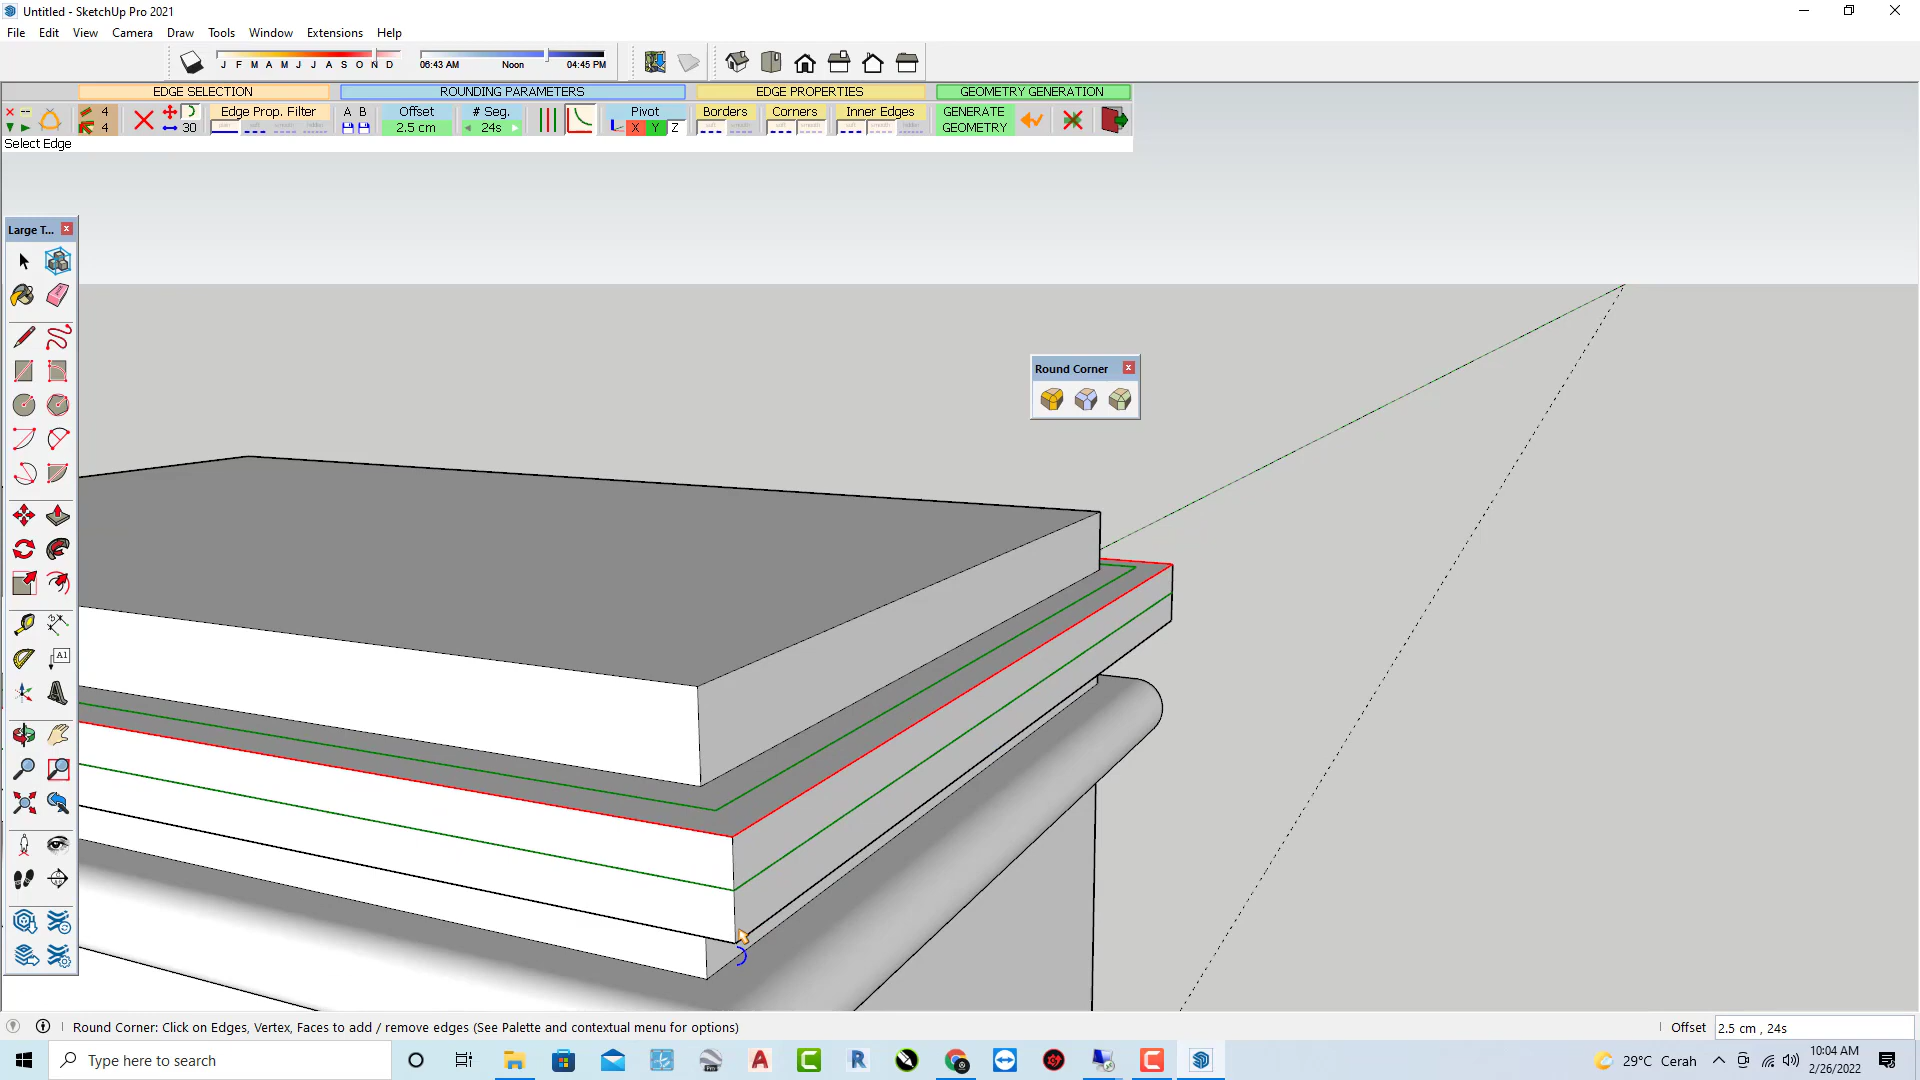 Untitled - SketchUp Pro 2021
File Edit View Camera Draw Tools Window Extensions Help
J F M A M J J A S O N D
06:43 AM Noon 04:45 PM
EDGE SELECTION ROUNDING PARAMETERS EDGE PROPERTIES GEOMETRY GENERATION
4 Edge Prop. Filter A B Offset # Seg. Pivot Borders Corners Inner Edges GENERATE
4 30 2.5 cm 24s X Y Z GEOMETRY
Select Edge
Large T...
Round Corner
A1
Round Corner: Click on Edges, Vertex, Faces to add / remove edges (See Palette and contextual menu for options)
Offset 2.5 cm , 24s
Type here to search
29°C Cerah
10:04 AM
2/26/2022